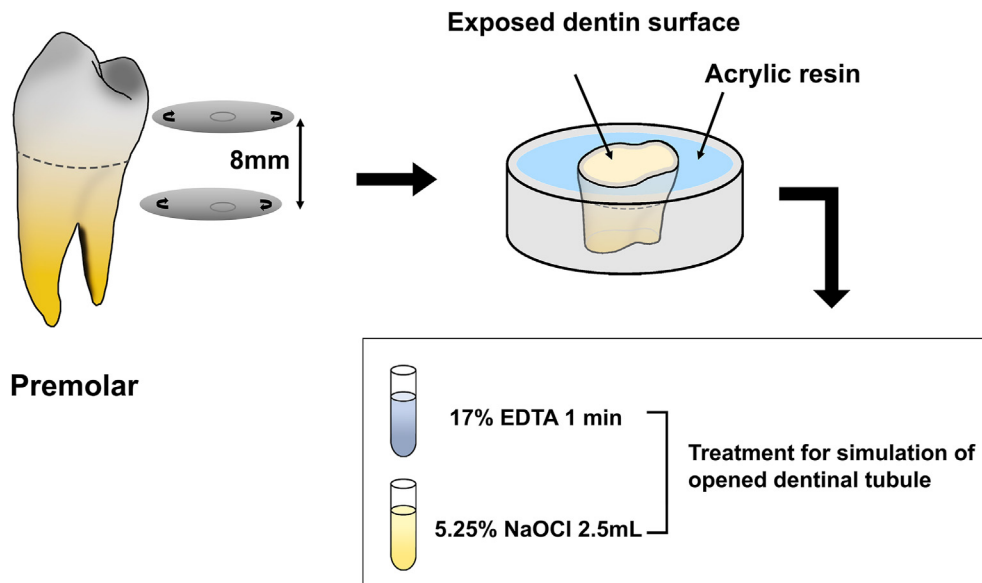 Exposed dentin surface
Acrylic resin
8mm
Premolar
17% EDTA 1 min
5.25% NaOCl 2.5mL
Treatment for simulation of
opened dentinal tubule